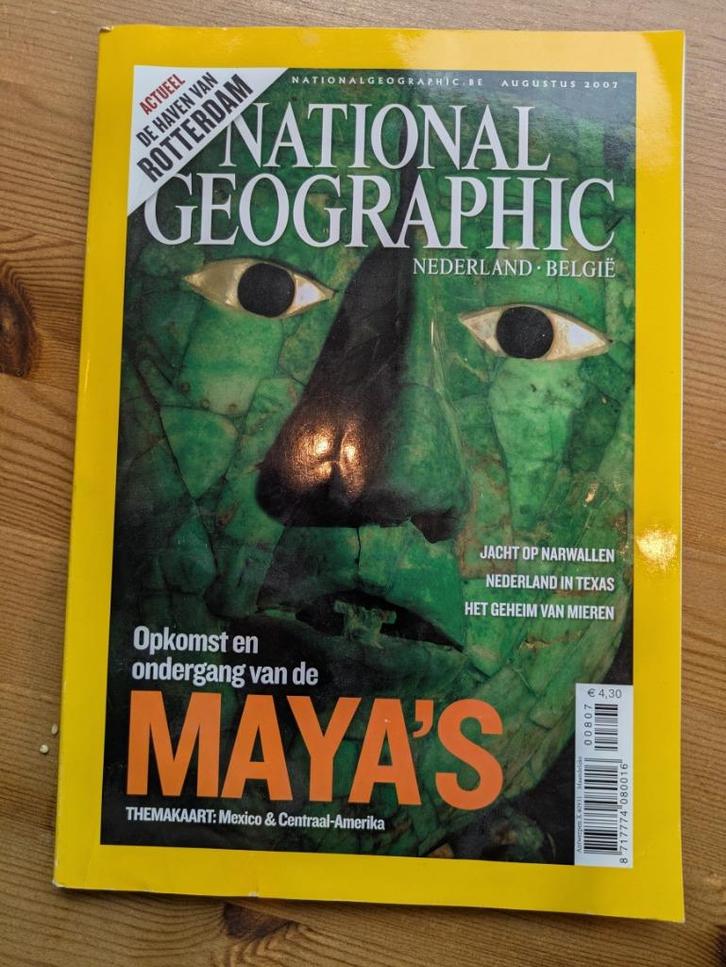 ACTUEEL
DE HAVEN VAN
ROTTERDAM
NATIONALGEOGRAPHIC.BE AUGUSTUS 2007
NATIONAL
GEOGRAPHIC
NEDERLAND · BELGIË
JACHT OP NARWALLEN
NEDERLAND IN TEXAS
HET GEHEIM VAN MIEREN
Opkomst en
ondergang van de
MAYA'S
THEMAKAART: Mexico & Centraal-Amerika
€ 4,30
00807
8 717774 080016